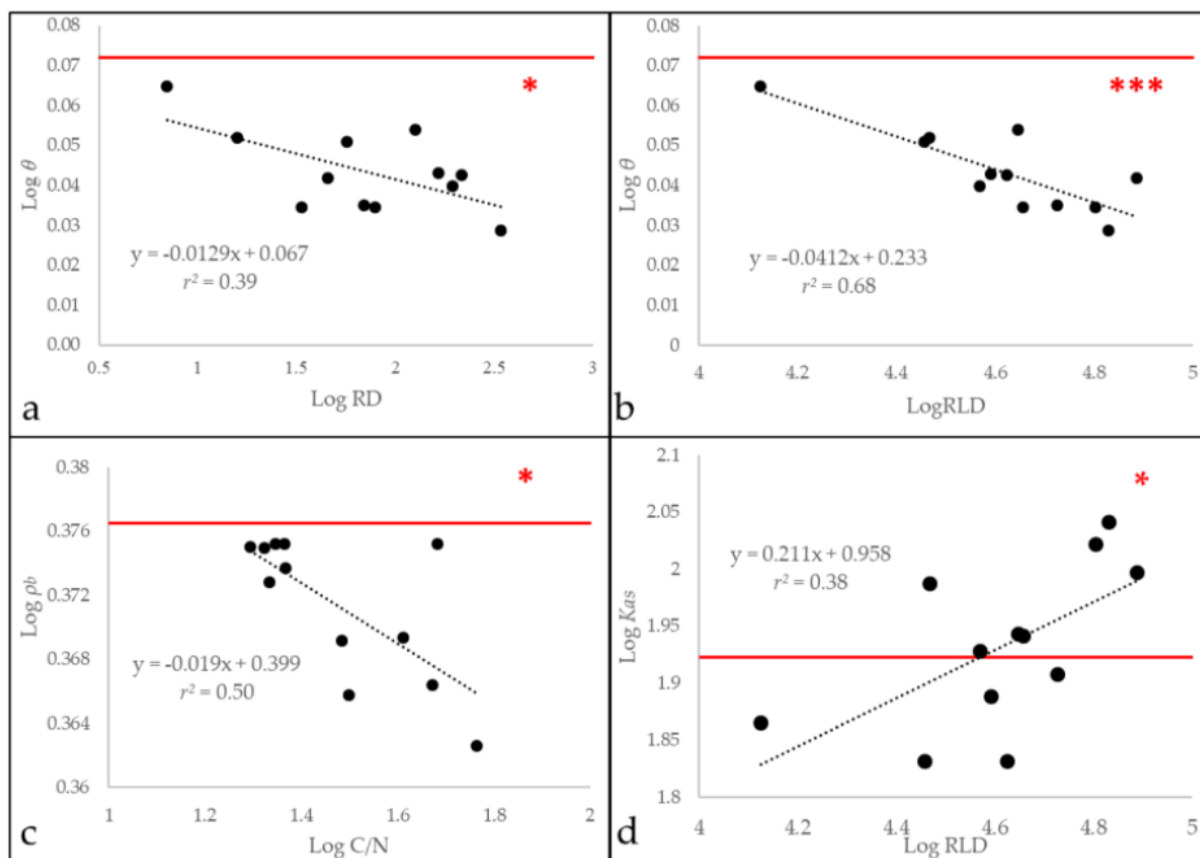 0.08
0.07
0.06
0.05
0.04
0.03
0.02
0.01
0.00
Log θ
*
y = -0.0129x + 0.067
r² = 0.39
0.5 1 1.5 2 2.5 3
Log RD
a
0.08
0.07
0.06
0.05
0.04
0.03
0.02
0.01
0
Log θ
***
y = -0.0412x + 0.233
r² = 0.68
4 4.2 4.4 4.6 4.8 5
LogRLD
b
0.38
0.376
0.372
0.368
0.364
0.36
Log ρb
*
y = -0.019x + 0.399
r² = 0.50
1 1.2 1.4 1.6 1.8 2
Log C/N
c
2.1
2.05
2
1.95
1.9
1.85
1.8
Log Kas
*
y = 0.211x + 0.958
r² = 0.38
4 4.2 4.4 4.6 4.8 5
Log RLD
d